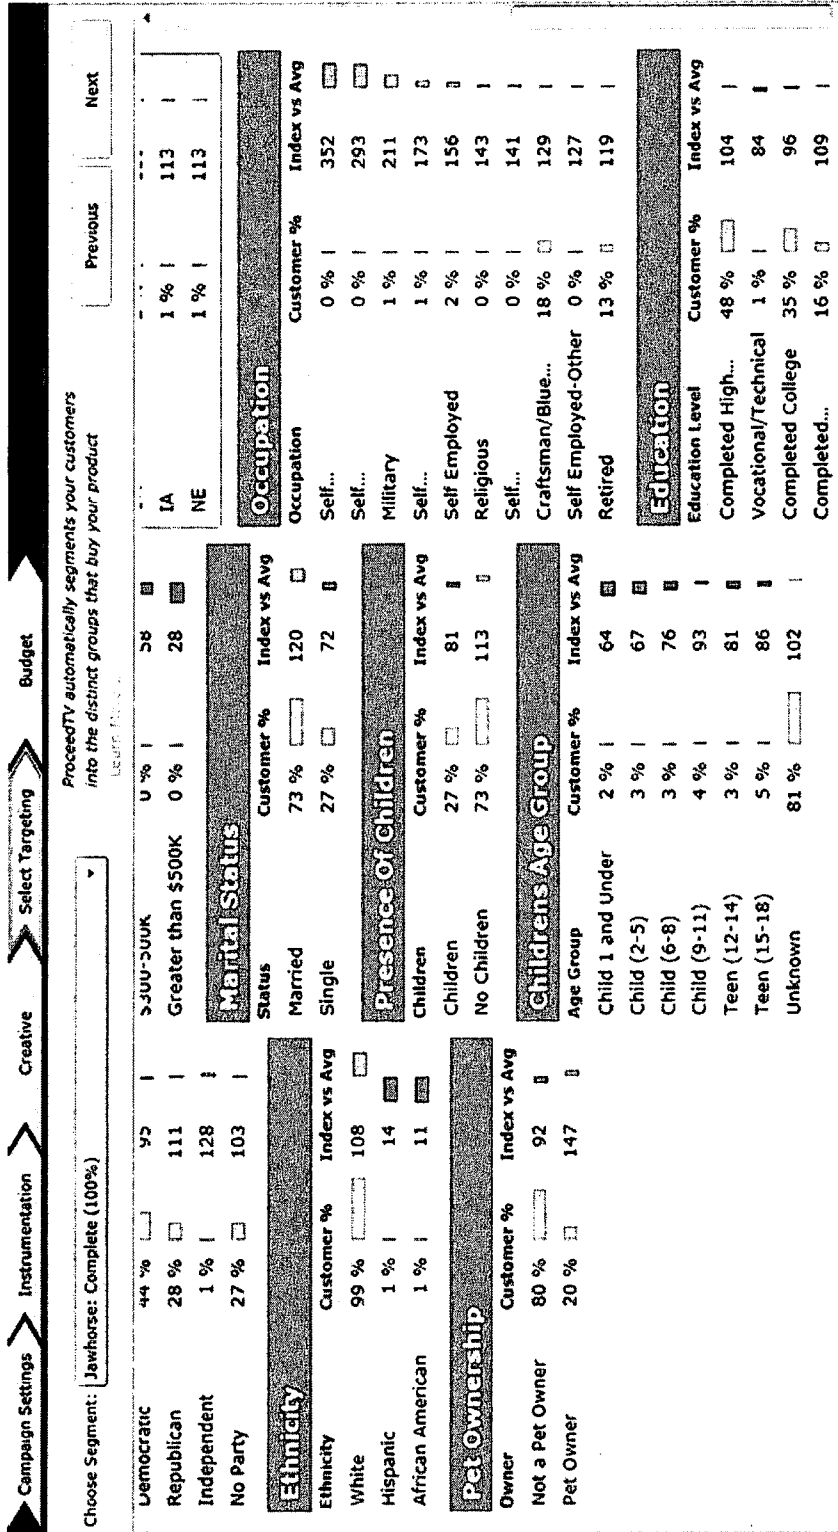 Campaign Settings Instrumentation Creative Select Targeting Budget
Choose Segment: Jawhorse: Complete (100%)
ProceedTV automatically segments your customers
into the distinct groups that buy your product
Previous Next
Democratic 44 % 95
Republican 28 % 111
Independent 1 % 128
No Party 27 % 103
Ethnicity
Ethnicity Customer % Index vs Avg
White 99 % 108
Hispanic 1 % 14
African American 1 % 11
Pet Ownership
Owner Customer % Index vs Avg
Not a Pet Owner 80 % 92
Pet Owner 20 % 147
$300-500K 0 % 58
Greater than $500K 0 % 28
Marital Status
Status Customer % Index vs Avg
Married 73 % 120
Single 27 % 72
Presence Of Children
Children Customer % Index vs Avg
Children 27 % 81
No Children 73 % 113
Childrens Age Group
Age Group Customer % Index vs Avg
Child 1 and Under 2 % 64
Child (2-5) 3 % 67
Child (6-8) 3 % 76
Child (9-11) 4 % 93
Teen (12-14) 3 % 81
Teen (15-18) 5 % 86
Unknown 81 % 102
IA 1 % 113
NE 1 % 113
Occupation
Occupation Customer % Index vs Avg
Self... 0 % 352
Self... 0 % 293
Military 1 % 211
Self... 1 % 173
Self Employed 2 % 156
Religious 0 % 143
Self... 0 % 141
Craftsman/Blue... 18 % 129
Self Employed-Other 0 % 127
Retired 13 % 119
Education
Education Level Customer % Index vs Avg
Completed High... 48 % 104
Vocational/Technical 1 % 84
Completed College 35 % 96
Completed... 16 % 109